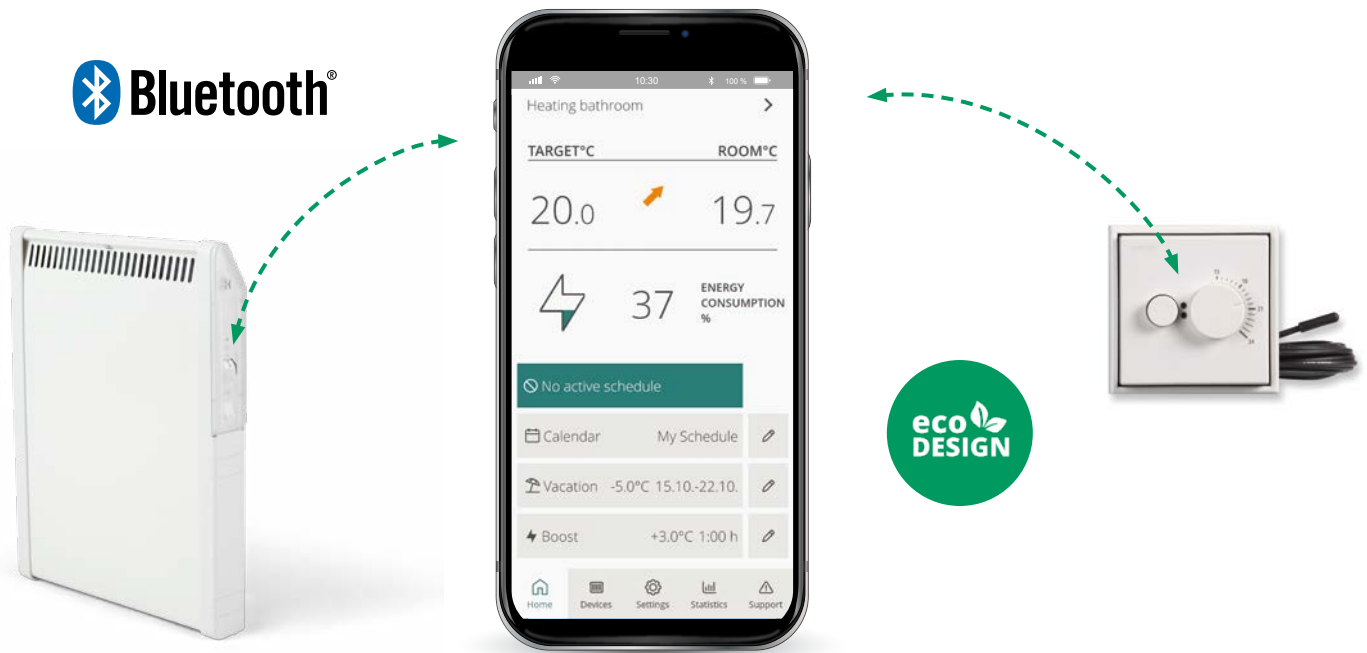 Bluetooth®
10:30
100 %
Heating bathroom
TARGET°C ROOM°C
20.0 19.7
37 ENERGY
CONSUMPTION
%
No active schedule
Calendar My Schedule
Vacation -5.0°C 15.10.-22.10.
Boost +3.0°C 1:00 h
Home Devices Settings Statistics Support
eco
DESIGN